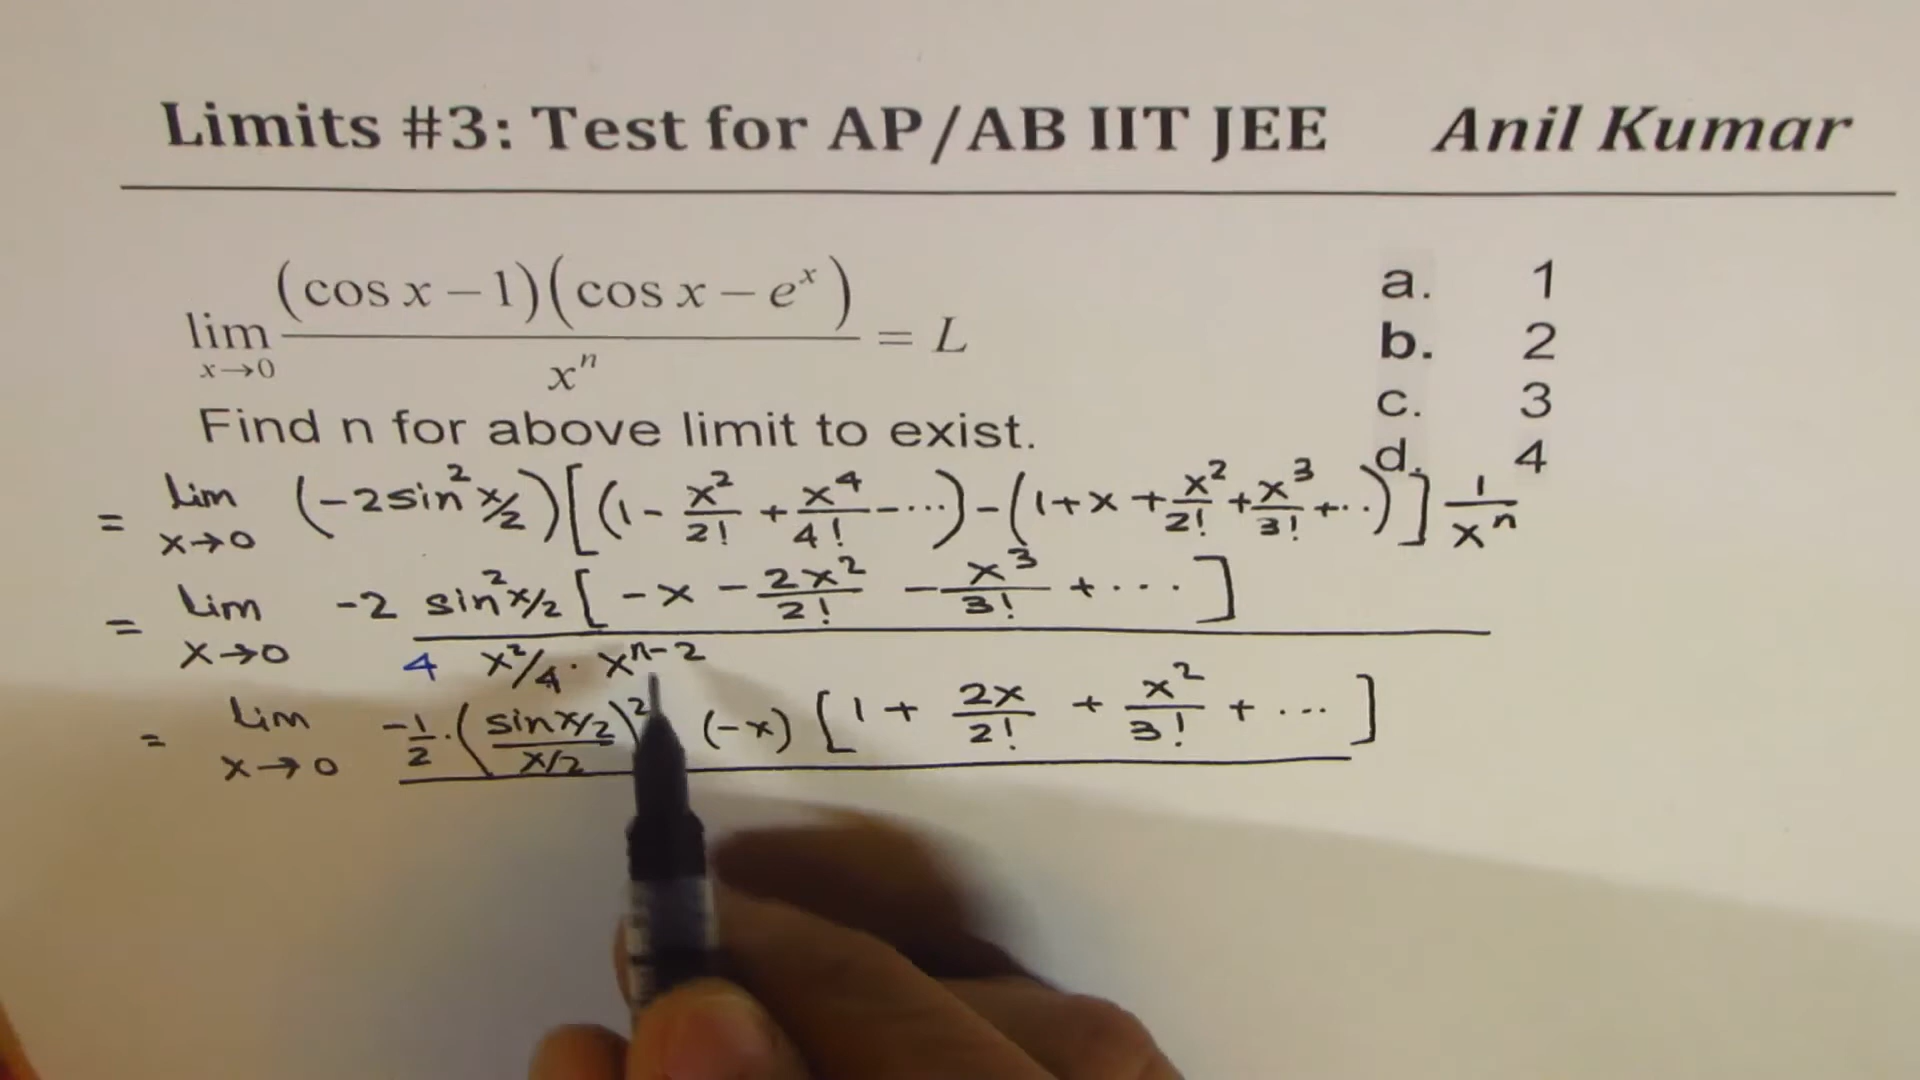 Limits #3: Test for AP/AB IIT JEE Anil Kumar
lim x→0 (cos x − 1)(cos x − e^x) / x^n = L
a. 1
b. 2
c. 3
d. 4
Find n for above limit to exist.
= lim x→0 (-2 sin² x/2)[(1 - x²/2! + x⁴/4! - ...) - (1 + x + x²/2! + x³/3! + ..)] 1/x^n
= lim x→0 -2 sin² x/2 [-x - 2x²/2! - x³/3! + ...] / 4 x²/4 · x^(n-2)
= lim x→0 -1/2 · (sin x/2 / x/2)² (-x) [1 + 2x/2! + x²/3! + ...]